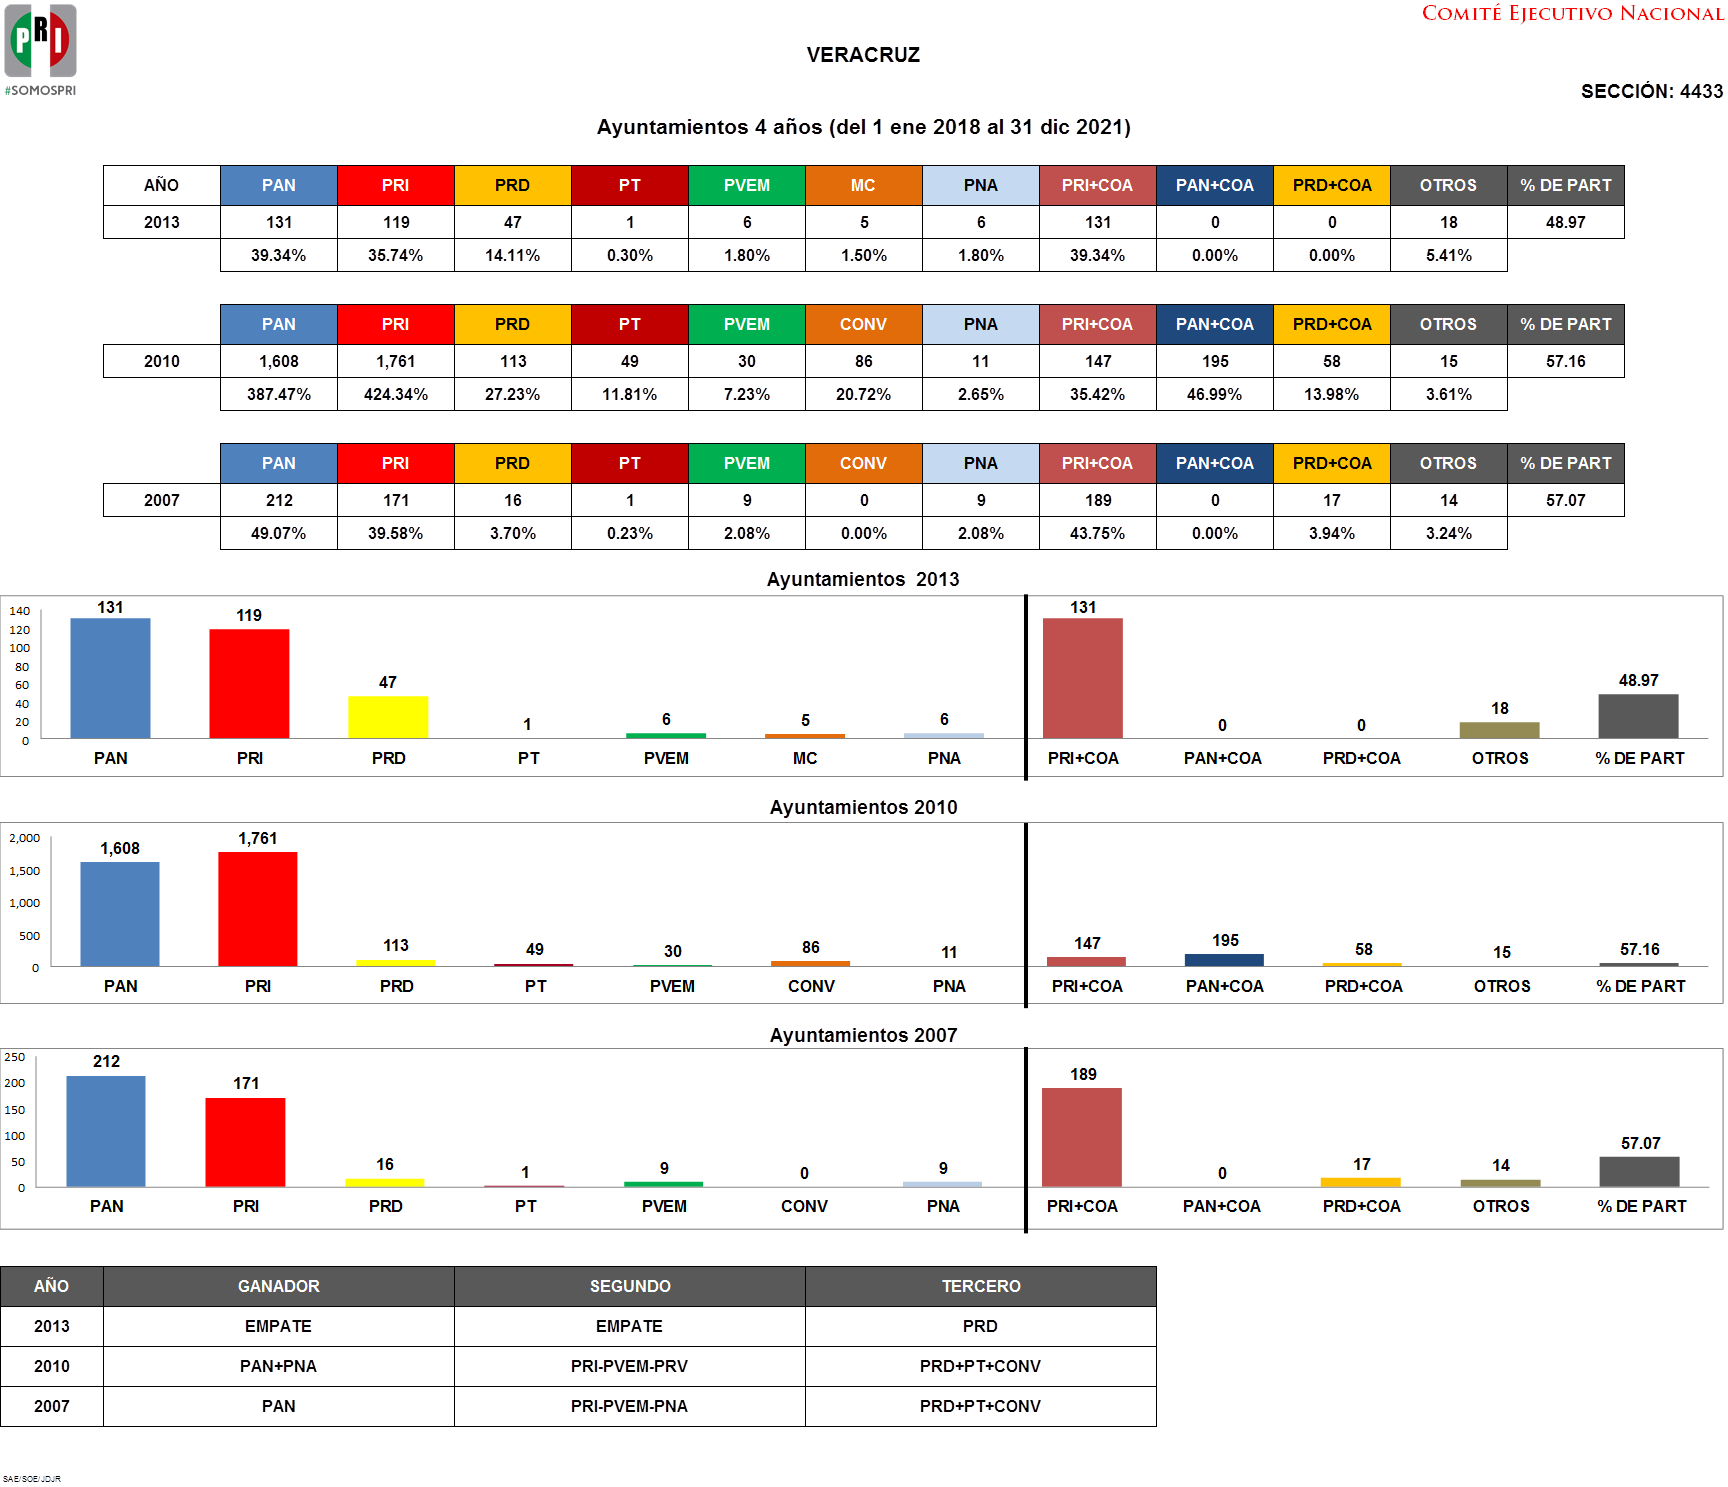 PRI
#SOMOSPRI
COMITÉ EJECUTIVO NACIONAL
VERACRUZ
SECCIÓN: 4433
Ayuntamientos 4 años (del 1 ene 2018 al 31 dic 2021)
AÑO PAN PRI PRD PT PVEM MC PNA PRI+COA PAN+COA PRD+COA OTROS % DE PART
2013 131 119 47 1 6 5 6 131 0 0 18 48.97
39.34% 35.74% 14.11% 0.30% 1.80% 1.50% 1.80% 39.34% 0.00% 0.00% 5.41%
PAN PRI PRD PT PVEM CONV PNA PRI+COA PAN+COA PRD+COA OTROS % DE PART
2010 1,608 1,761 113 49 30 86 11 147 195 58 15 57.16
387.47% 424.34% 27.23% 11.81% 7.23% 20.72% 2.65% 35.42% 46.99% 13.98% 3.61%
PAN PRI PRD PT PVEM CONV PNA PRI+COA PAN+COA PRD+COA OTROS % DE PART
2007 212 171 16 1 9 0 9 189 0 17 14 57.07
49.07% 39.58% 3.70% 0.23% 2.08% 0.00% 2.08% 43.75% 0.00% 3.94% 3.24%
Ayuntamientos 2013
140
120
100
80
60
40
20
0
131 119 47 1 6 5 6 131 0 0 18 48.97
PAN PRI PRD PT PVEM MC PNA PRI+COA PAN+COA PRD+COA OTROS % DE PART
Ayuntamientos 2010
2,000
1,500
1,000
500
0
1,608 1,761 113 49 30 86 11 147 195 58 15 57.16
PAN PRI PRD PT PVEM CONV PNA PRI+COA PAN+COA PRD+COA OTROS % DE PART
Ayuntamientos 2007
250
200
150
100
50
0
212 171 16 1 9 0 9 189 0 17 14 57.07
PAN PRI PRD PT PVEM CONV PNA PRI+COA PAN+COA PRD+COA OTROS % DE PART
AÑO GANADOR SEGUNDO TERCERO
2013 EMPATE EMPATE PRD
2010 PAN+PNA PRI-PVEM-PRV PRD+PT+CONV
2007 PAN PRI-PVEM-PNA PRD+PT+CONV
SAE/SOE/JDJR